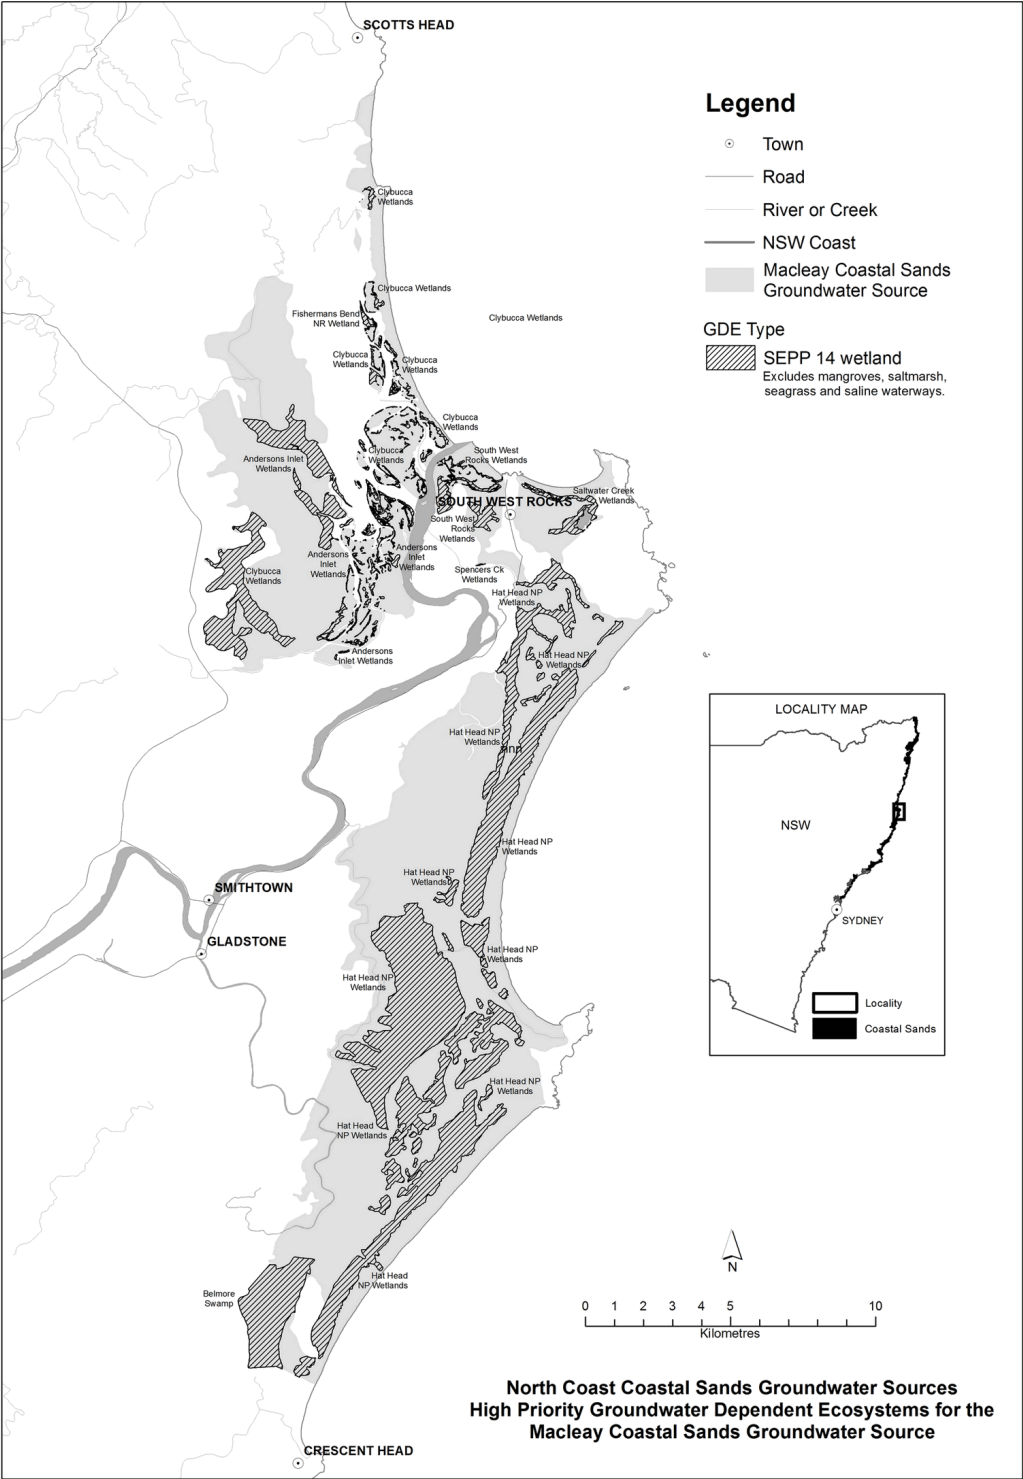 SCOTTS HEAD
Legend
Town
Road
River or Creek
NSW Coast
Macleay Coastal Sands
Groundwater Source
GDE Type
SEPP 14 wetland
Excludes mangroves, saltmarsh,
seagrass and saline waterways.
Clybucca
Wetlands
Clybucca Wetlands
Fishermans Bend
NR Wetland
Clybucca Wetlands
Clybucca
Wetlands
Clybucca
Wetlands
Clybucca
Wetlands
Clybucca
Wetlands
South West
Rocks Wetlands
Andersons Inlet
Wetlands
Saltwater Creek
Wetlands
SOUTH WEST ROCKS
South West
Rocks
Wetlands
Andersons
Inlet
Wetlands
Andersons
Inlet
Wetlands
Clybucca
Wetlands
Spencers Ck
Wetlands
Hat Head NP
Wetlands
Andersons
Inlet Wetlands
Hat Head NP
Wetlands
Hat Head NP
Wetlands
Hat Head NP
Wetlands
Hat Head NP
Wetlands
SMITHTOWN
GLADSTONE
Hat Head NP
Wetlands
Hat Head NP
Wetlands
Hat Head NP
Wetlands
Hat Head
NP Wetlands
Hat Head
NP Wetlands
Belmore
Swamp
CRESCENT HEAD
LOCALITY MAP
NSW
SYDNEY
Locality
Coastal Sands
N
0 1 2 3 4 5 10
Kilometres
North Coast Coastal Sands Groundwater Sources
High Priority Groundwater Dependent Ecosystems for the
Macleay Coastal Sands Groundwater Source